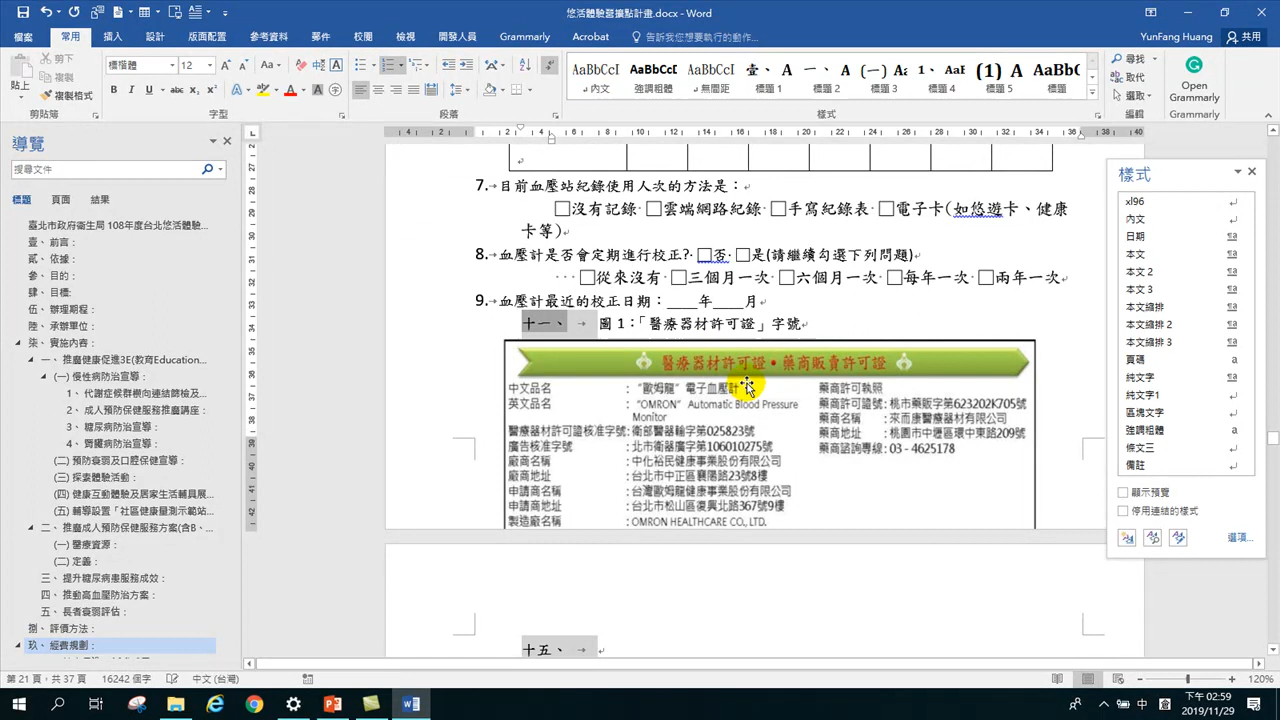 悠活體驗營擴點計畫.docx - Word
YunFang Huang
共用
檔案 常用 插入 設計 版面配置 參考資料 郵件 校閱 檢視 開發人員 Grammarly Acrobat 告訴我您想要執行的動作...
貼上
剪下
複製
複製格式
標楷體 12
AaBbCcI AaBbCcI AaBbCcI 壹、A 一、A (一) Aa 1、AaB (1) A AaBb(
內文 強調粗體 無間距 標題 1 標題 2 標題 3 標題 4 標題 5 標題 6
尋找
取代
選取
Open
Grammarly
剪貼簿 字型 段落 樣式 編輯 Grammarly
導覽
搜尋文件
標題 頁面 結果
臺北市政府衛生局 108年度台北悠活體驗...
壹、 前言：
貳、 依據：
參、 目的：
肆、 目標:
伍、 辦理期程：
陸、 承辦單位：
柒、 實施內容：
一、 推廣健康促進3E(教育Education...
(一) 慢性病防治宣導：
1、 代謝症候群橫向連結篩檢及...
2、 成人預防保健服務推廣講座：
3、 糖尿病防治宣導：
4、 腎臟病防治宣導：
(二) 預防衰弱及口腔保健宣導：
(三) 探索體驗活動：
(四) 健康互動體驗及居家生活輔具展...
(五) 輔導設置「社區健康量測示範站...
二、 推廣成人預防保健服務方案(含B、...
(一) 醫療資源：
(二) 定義：
三、 提升糖尿病患服務成效：
四、 推動高血壓防治方案：
五、 長者衰弱評估：
捌、 評價方法：
玖、 經費規劃：
7. 目前血壓站紀錄使用人次的方法是：
□沒有記錄 □雲端網路紀錄 □手寫紀錄表 □電子卡(如悠遊卡、健康
卡等)
8. 血壓計是否會定期進行校正? □否 □是(請繼續勾選下列問題)
□從來沒有 □三個月一次 □六個月一次 □每年一次 □兩年一次
9. 血壓計最近的校正日期：____年____月
十一、 圖 1：「醫療器材許可證」字號
醫療器材許可證 • 藥商販賣許可證
中文品名 ：“歐姆龍”電子血壓計
英文品名 ：“OMRON” Automatic Blood Pressure
Monitor
醫療器材許可證核准字號: 衛部醫器輸字第025823號
廣告核准字號 : 北市衛器廣字第106010275號
廠商名稱 : 中化裕民健康事業股份有限公司
廠商地址 : 台北市中正區襄陽路23號8樓
申請商名稱 : 台灣歐姆龍健康事業股份有限公司
申請商地址 : 台北市松山區復興北路367號9樓
製造廠名稱 : OMRON HEALTHCARE CO., LTD.
藥商許可執照
藥商許可證號: 桃市藥販字第623202K705號
藥商名稱 : 來而康醫療器材有限公司
藥商地址 : 桃園市中壢區環中東路209號
藥商諮詢專線: 03 - 4625178
十五、
樣式
xl96
內文
日期
本文
本文 2
本文 3
本文縮排
本文縮排 2
本文縮排 3
頁碼
純文字
純文字1
區塊文字
強調粗體
條文三
備註
顯示預覽
停用連結的樣式
選項...
第 21 頁，共 37 頁 16242 個字 中文 (台灣)
120%
中
下午 02:59
2019/11/29